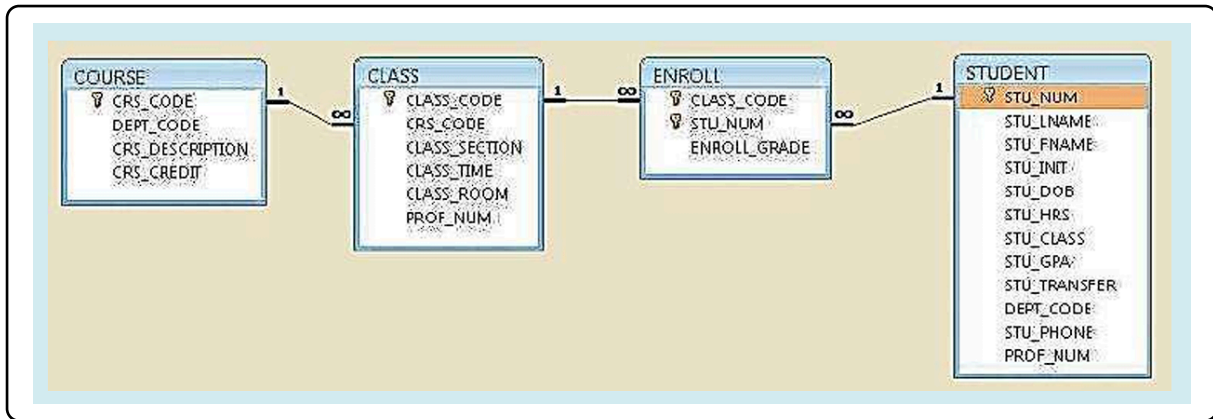 COURSE
CRS_CODE
DEPT_CODE
CRS_DESCRIPTION
CRS_CREDIT
1
∞
CLASS
CLASS_CODE
CRS_CODE
CLASS_SECTION
CLASS_TIME
CLASS_ROOM
PROF_NUM
1
∞
ENROLL
CLASS_CODE
STU_NUM
ENROLL_GRADE
∞
1
STUDENT
STU_NUM
STU_LNAME
STU_FNAME
STU_INIT
STU_DOB
STU_HRS
STU_CLASS
STU_GPA
STU_TRANSFER
DEPT_CODE
STU_PHONE
PROF_NUM